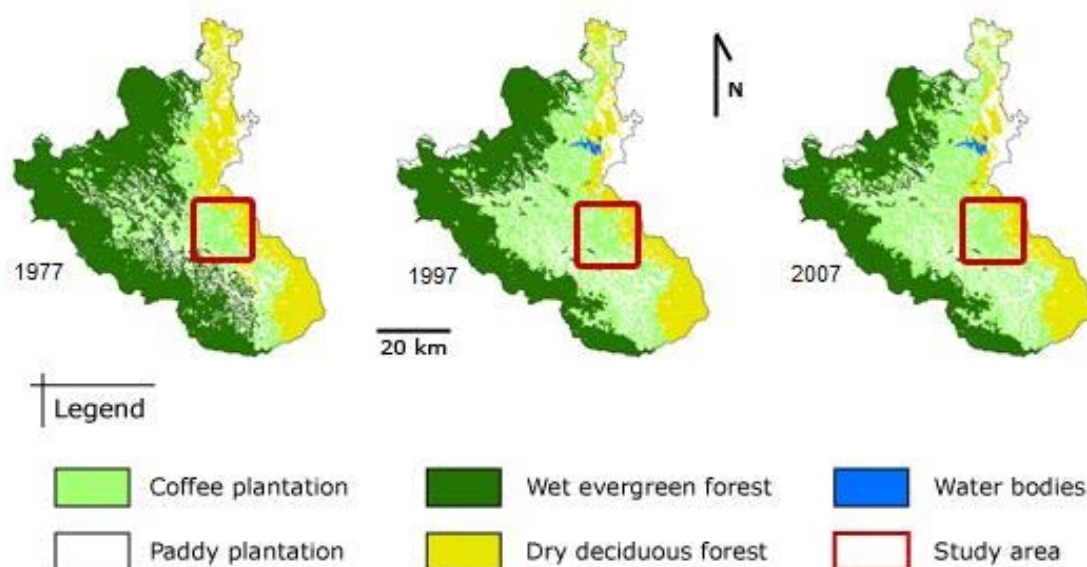 N
1977
1997
2007
20 km
Legend
Coffee plantation
Wet evergreen forest
Water bodies
Paddy plantation
Dry deciduous forest
Study area